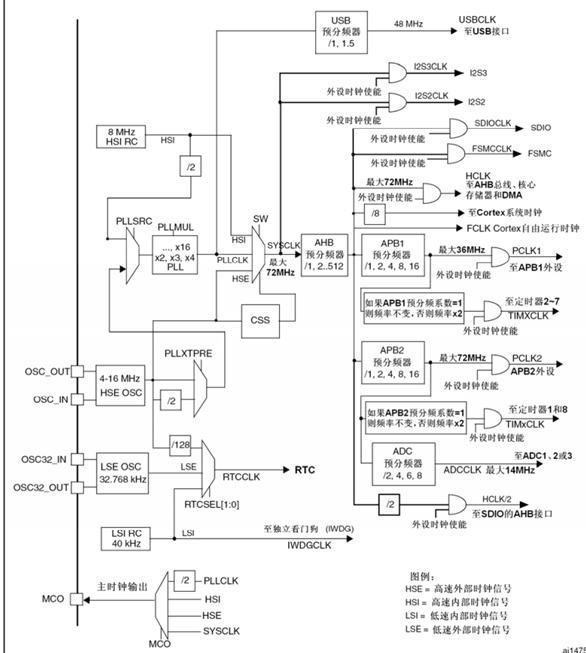 USB
预分频器
/1, 1.5
48 MHz
USBCLK
至USB接口
I2S3CLK
I2S3
外设时钟使能
I2S2CLK
I2S2
外设时钟使能
SDIOCLK
SDIO
外设时钟使能
FSMCCLK
FSMC
外设时钟使能
8 MHz
HSI RC
HSI
/2
HCLK
最大72MHz
至AHB总线、核心
存储器和DMA
外设时钟使能
/8
至Cortex系统时钟
FCLK Cortex自由运行时钟
PLLSRC
PLLMUL
..., x16
x2, x3, x4
PLL
SW
HSI
PLLCLK
HSE
SYSCLK
最大
72MHz
AHB
预分频器
/1, 2..512
APB1
预分频器
/1, 2, 4, 8, 16
最大36MHz
PCLK1
至APB1外设
外设时钟使能
如果APB1预分频系数=1
则频率不变,否则频率x2
至定时器2~7
TIMXCLK
外设时钟使能
CSS
PLLXTPRE
OSC_OUT
OSC_IN
4-16 MHz
HSE OSC
/2
APB2
预分频器
/1, 2, 4, 8, 16
最大72MHz
PCLK2
APB2外设
外设时钟使能
如果APB2预分频系数=1
则频率不变,否则频率x2
至定时器1和8
TIMxCLK
外设时钟使能
ADC
预分频器
/2, 4, 6, 8
至ADC1、2或3
ADCCLK 最大14MHz
/128
OSC32_IN
OSC32_OUT
LSE OSC
32.768 kHz
LSE
RTCCLK
RTC
RTCSEL[1:0]
/2
HCLK/2
至SDIO的AHB接口
外设时钟使能
LSI RC
40 kHz
LSI
至独立看门狗 (IWDG)
IWDGCLK
主时钟输出
MCO
/2
PLLCLK
HSI
HSE
SYSCLK
MCO
图例:
HSE = 高速外部时钟信号
HSI = 高速内部时钟信号
LSI = 低速内部时钟信号
LSE = 低速外部时钟信号